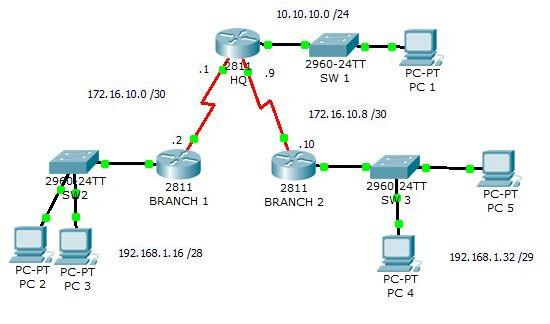 10.10.10.0 /24
2811
HQ
2960-24TT
SW 1
PC-PT
PC 1
.1
.9
172.16.10.0 /30
172.16.10.8 /30
.2
.10
2960-24TT
SW2
2811
BRANCH 1
2811
BRANCH 2
2960-24TT
SW 3
PC-PT
PC 5
192.168.1.16 /28
192.168.1.32 /29
PC-PT
PC 2
PC-PT
PC 3
PC-PT
PC 4